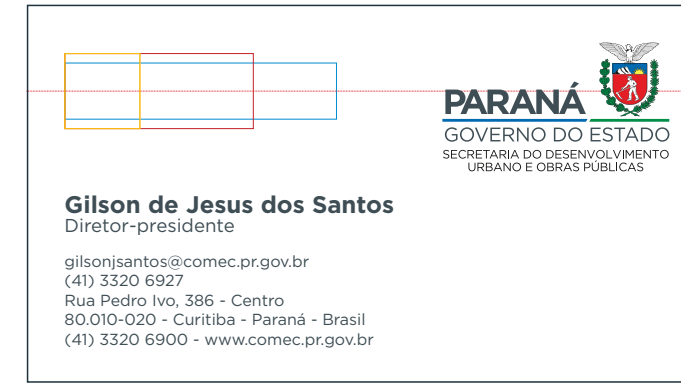 PARANÁ
GOVERNO DO ESTADO
SECRETARIA DO DESENVOLVIMENTO
URBANO E OBRAS PÚBLICAS
Gilson de Jesus dos Santos
Diretor-presidente
gilsonjsantos@comec.pr.gov.br
(41) 3320 6927
Rua Pedro Ivo, 386 - Centro
80.010-020 - Curitiba - Paraná - Brasil
(41) 3320 6900 - www.comec.pr.gov.br